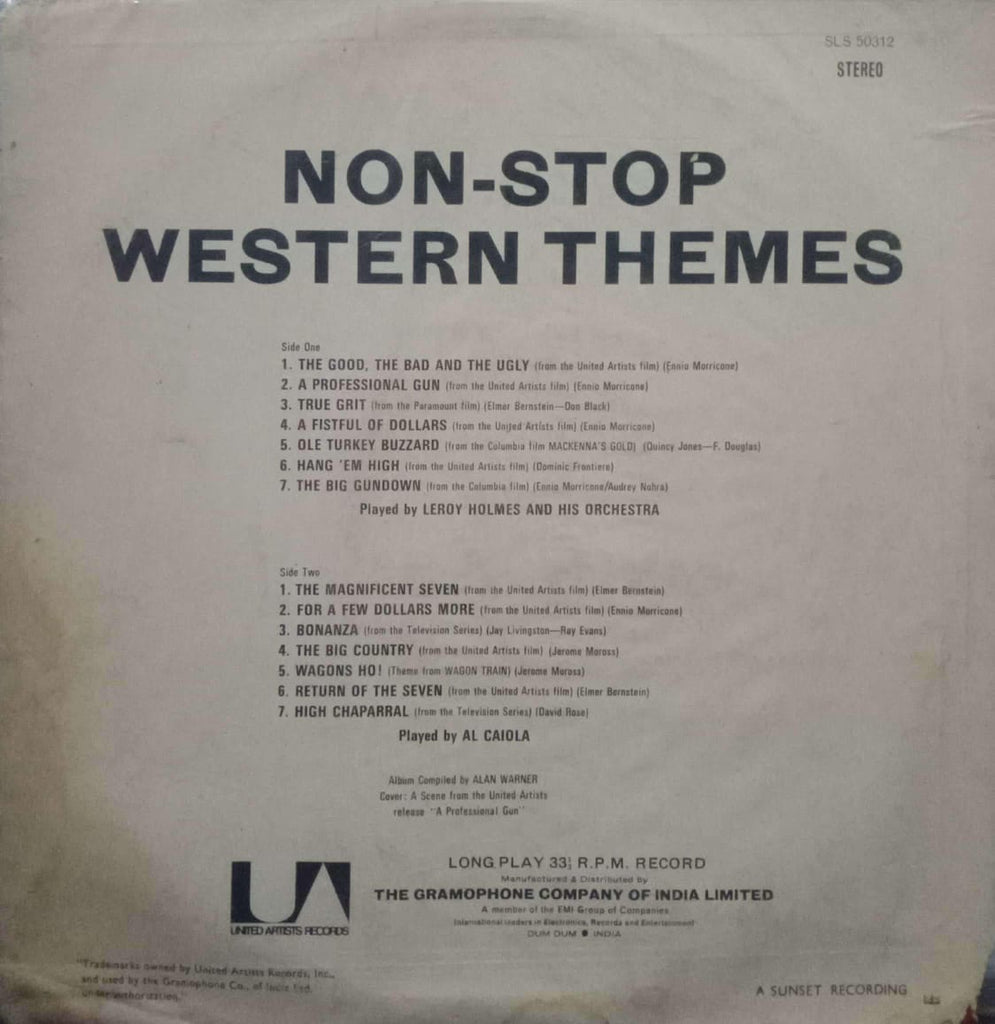 SLS 50312
STEREO
NON-STOP
WESTERN THEMES
Side One
1. THE GOOD, THE BAD AND THE UGLY (from the United Artists film) (Ennio Morricone)
2. A PROFESSIONAL GUN (from the United Artists film) (Ennio Morricone)
3. TRUE GRIT (from the Paramount film) (Elmer Bernstein—Don Black)
4. A FISTFUL OF DOLLARS (from the United Artists film) (Ennio Morricone)
5. OLE TURKEY BUZZARD (from the Columbia film MACKENNA'S GOLD) (Quincy Jones—F. Douglas)
6. HANG 'EM HIGH (from the United Artists film) (Dominic Frontiere)
7. THE BIG GUNDOWN (from the Columbia film) (Ennio Morricone/Audrey Nohra)
Played by LEROY HOLMES AND HIS ORCHESTRA
Side Two
1. THE MAGNIFICENT SEVEN (from the United Artists film) (Elmer Bernstein)
2. FOR A FEW DOLLARS MORE (from the United Artists film) (Ennio Morricone)
3. BONANZA (from the Television Series) (Jay Livingston—Ray Evans)
4. THE BIG COUNTRY (from the United Artists film) (Jerome Moross)
5. WAGONS HO! (Theme from WAGON TRAIN) (Jerome Moross)
6. RETURN OF THE SEVEN (from the United Artists film) (Elmer Bernstein)
7. HIGH CHAPARRAL (from the Television Series) (David Rose)
Played by AL CAIOLA
Album Compiled by ALAN WARNER
Cover: A Scene from the United Artists
release "A Professional Gun"
UA
UNITED ARTISTS RECORDS
LONG PLAY 33⅓ R.P.M. RECORD
Manufactured & Distributed by
THE GRAMOPHONE COMPANY OF INDIA LIMITED
A member of the EMI Group of Companies
International leaders in Electronics, Records and Entertainment
DUM DUM ● INDIA
"Trademarks owned by United Artists Records, Inc.,
and used by the Gramophone Co., of India Ltd.
under authorization."
A SUNSET RECORDING